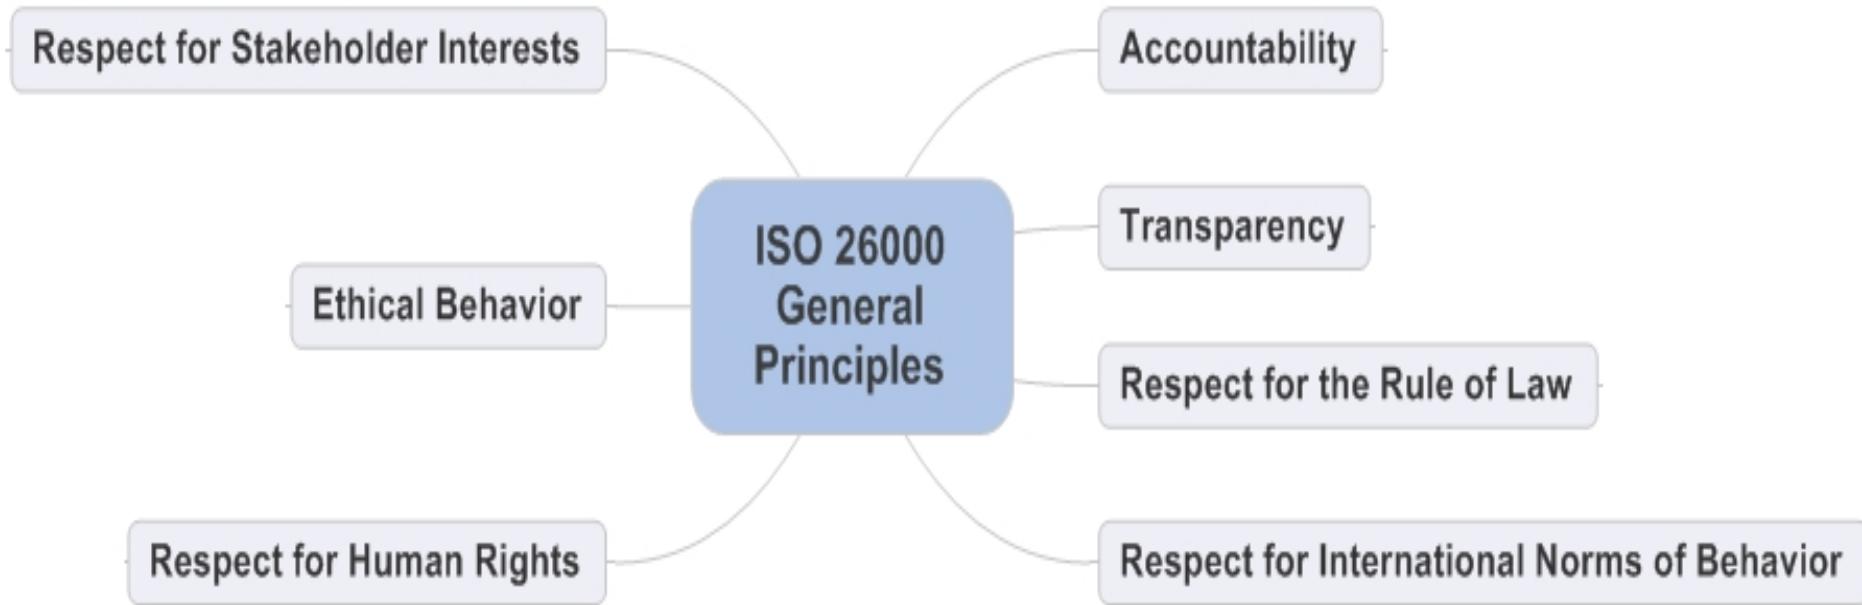 Respect for Stakeholder Interests
Accountability
Transparency
ISO 26000
General
Principles
Ethical Behavior
Respect for the Rule of Law
Respect for Human Rights
Respect for International Norms of Behavior